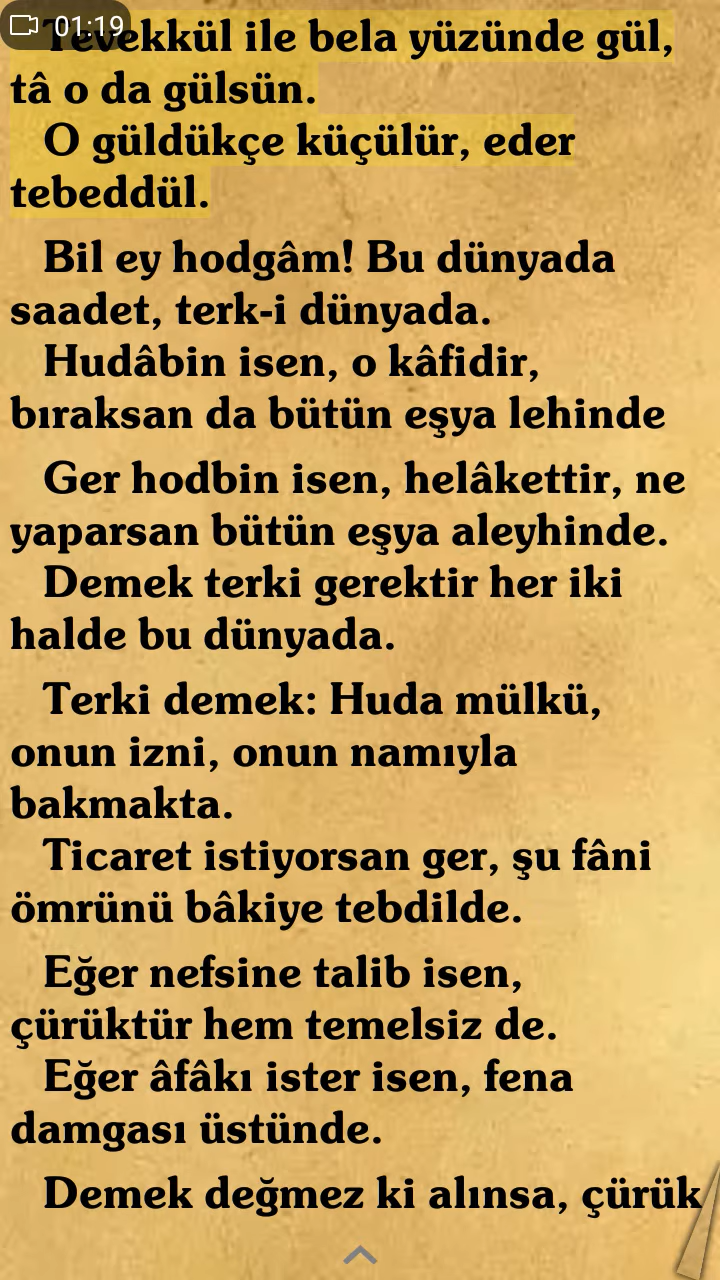 01:19
Tevekkül ile bela yüzünde gül,
tâ o da gülsün.
O güldükçe küçülür, eder
tebeddül.
Bil ey hodgâm! Bu dünyada
saadet, terk-i dünyada.
Hudâbin isen, o kâfidir,
bıraksan da bütün eşya lehinde
Ger hodbin isen, helâkettir, ne
yaparsan bütün eşya aleyhinde.
Demek terki gerektir her iki
halde bu dünyada.
Terki demek: Huda mülkü,
onun izni, onun namıyla
bakmakta.
Ticaret istiyorsan ger, şu fâni
ömrünü bâkiye tebdilde.
Eğer nefsine talib isen,
çürüktür hem temelsiz de.
Eğer âfâkı ister isen, fena
damgası üstünde.
Demek değmez ki alınsa, çürük